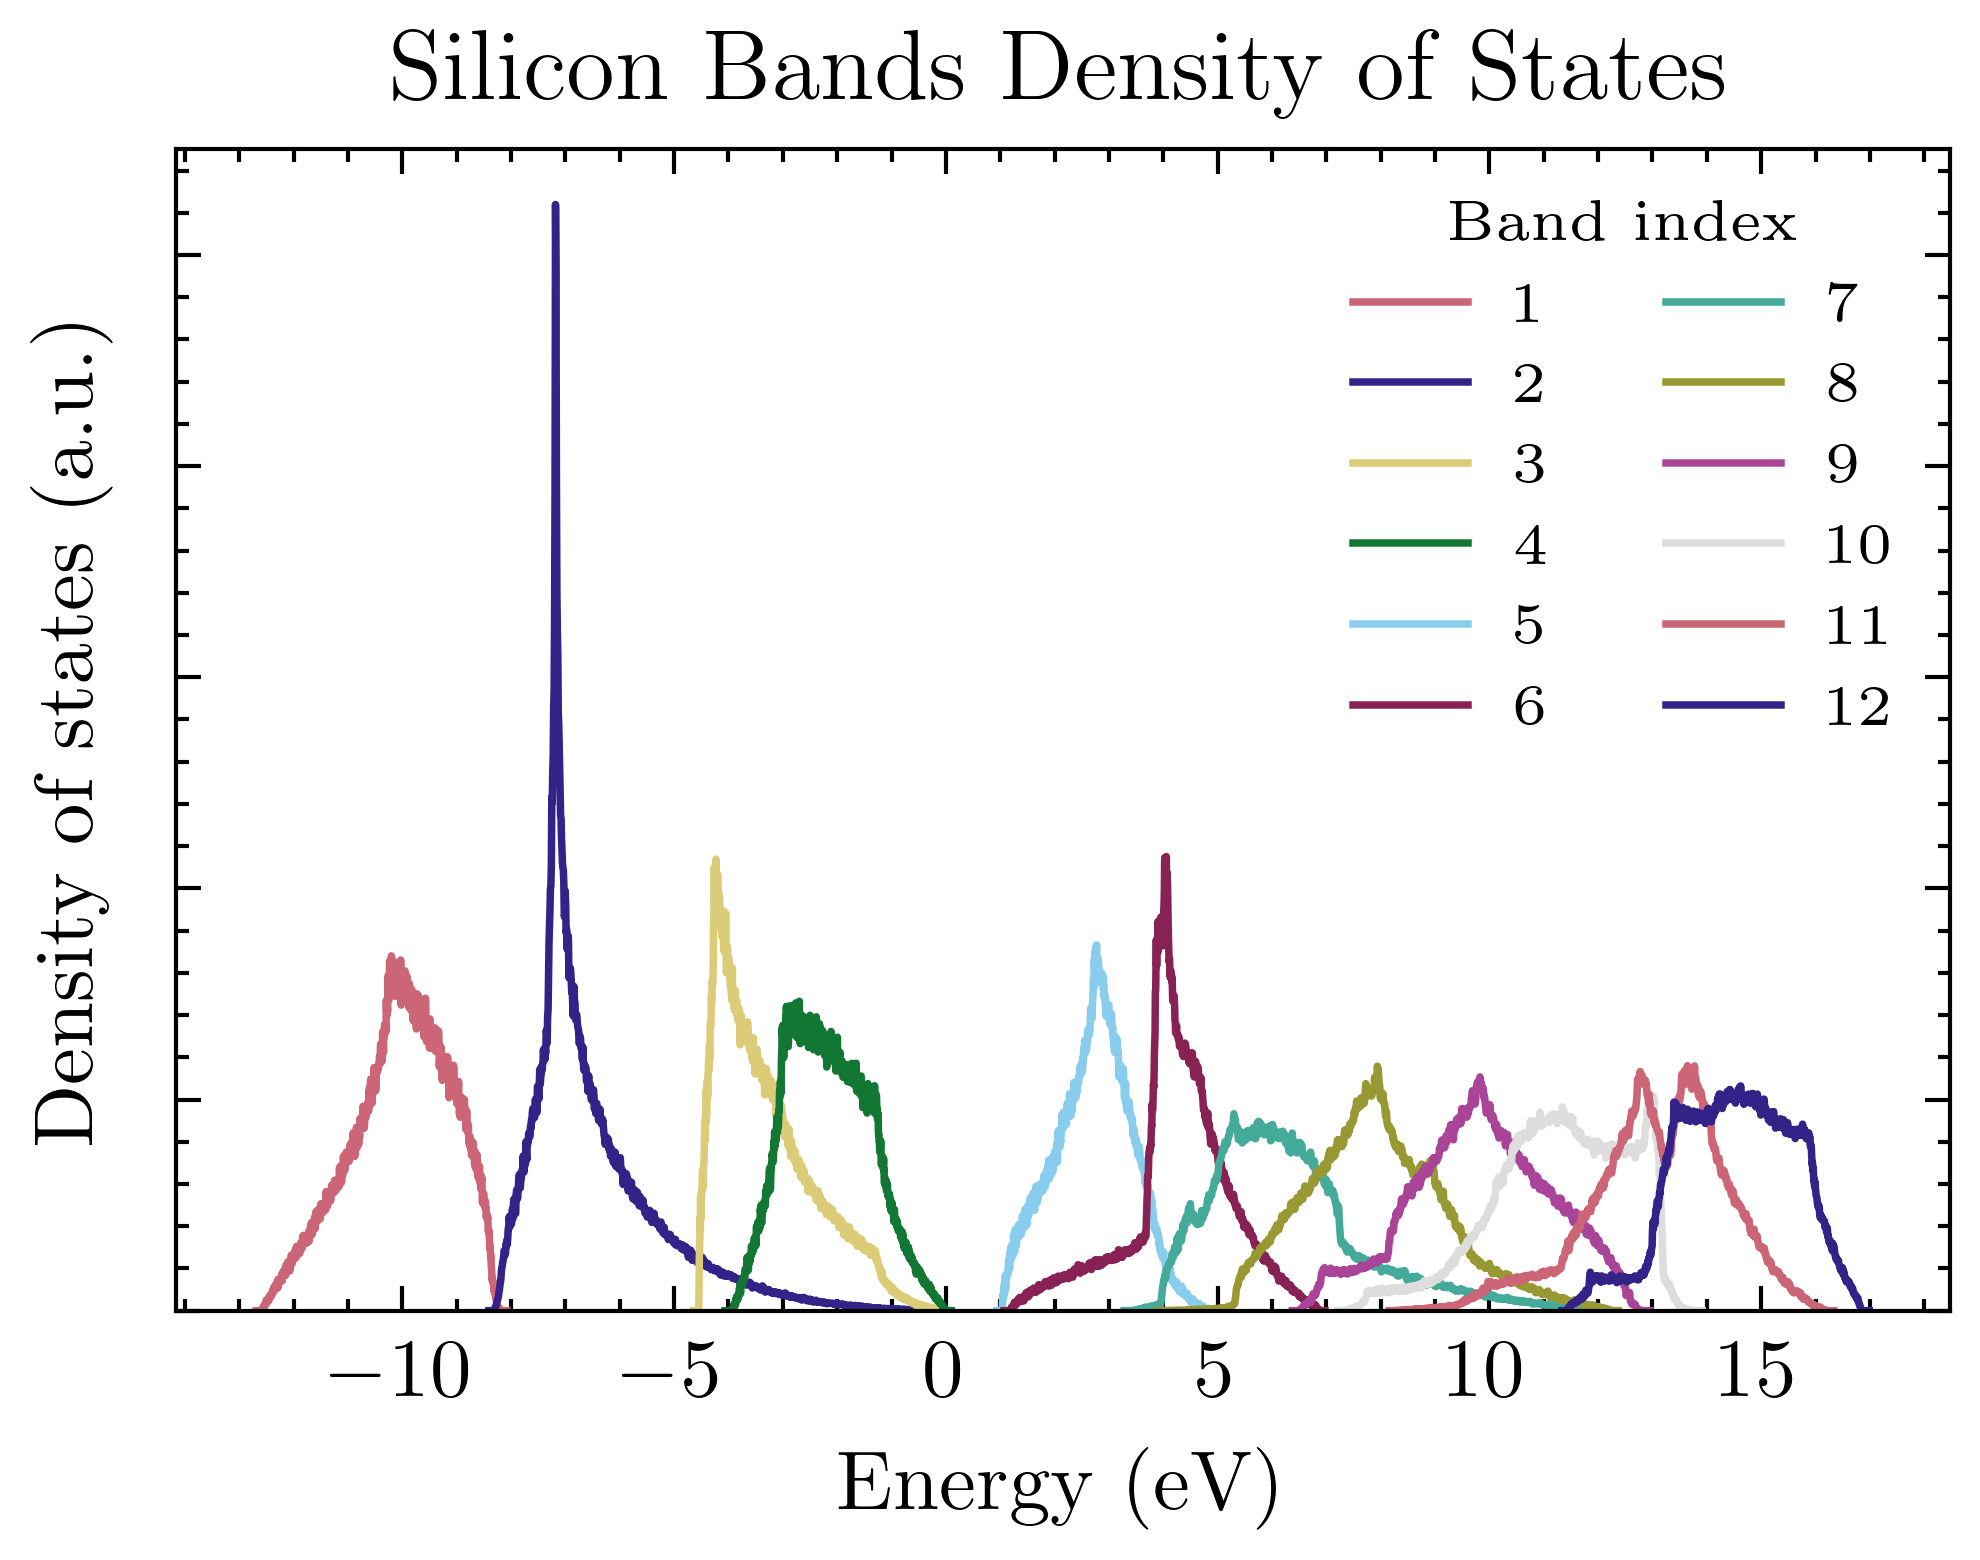 Silicon Bands Density of States
Density of states (a.u.)
Band index
1
2
3
4
5
6
7
8
9
10
11
12
−10 −5 0 5 10 15
Energy (eV)